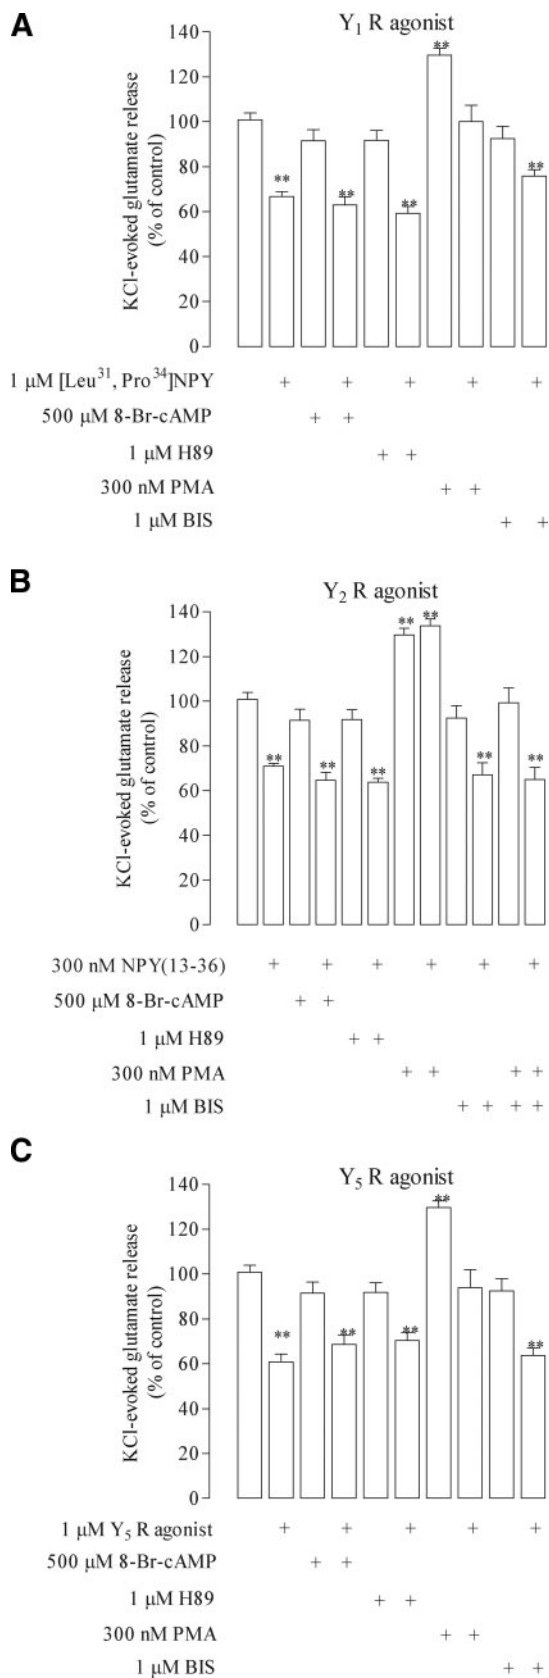 A
Y₁ R agonist
KCl-evoked glutamate release
(% of control)
140
120
100
80
60
40
20
0
** ** ** ** **
1 μM [Leu³¹, Pro³⁴]NPY + + + + +
500 μM 8-Br-cAMP + +
1 μM H89 + +
300 nM PMA + +
1 μM BIS + +
B
Y₂ R agonist
KCl-evoked glutamate release
(% of control)
140
120
100
80
60
40
20
0
** ** ** ** ** ** **
300 nM NPY(13-36) + + + + + +
500 μM 8-Br-cAMP + +
1 μM H89 + +
300 nM PMA + + + +
1 μM BIS + + + +
C
Y₅ R agonist
KCl-evoked glutamate release
(% of control)
140
120
100
80
60
40
20
0
** ** ** ** **
1 μM Y₅ R agonist + + + + +
500 μM 8-Br-cAMP + +
1 μM H89 + +
300 nM PMA + +
1 μM BIS + +